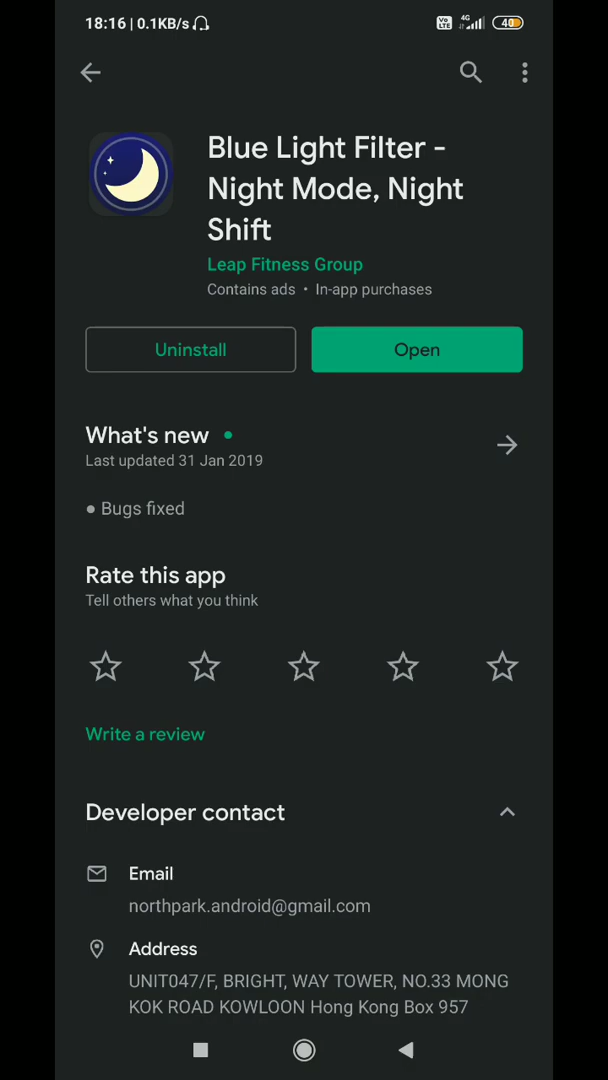 18:16 | 0.1KB/s
Vo LTE 4G 40
Blue Light Filter -
Night Mode, Night
Shift
Leap Fitness Group
Contains ads • In-app purchases
Uninstall
Open
What's new
Last updated 31 Jan 2019
● Bugs fixed
Rate this app
Tell others what you think
Write a review
Developer contact
Email
northpark.android@gmail.com
Address
UNIT047/F, BRIGHT, WAY TOWER, NO.33 MONG
KOK ROAD KOWLOON Hong Kong Box 957